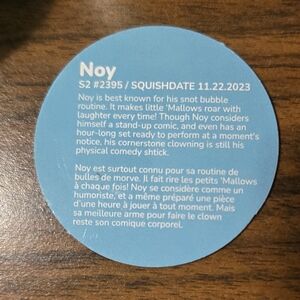 Noy
S2 #2395 / SQUISHDATE 11.22.2023
Noy is best known for his snot bubble
routine. It makes little 'Mallows roar with
laughter every time! Though Noy considers
himself a stand-up comic, and even has an
hour-long set ready to perform at a moment's
notice, his cornerstone clowning is still his
physical comedy shtick.
Noy est surtout connu pour sa routine de
bulles de morve. Il fait rire les petits 'Mallows
à chaque fois! Noy se considère comme un
humoriste, et a même préparé une pièce
d'une heure à jouer à tout moment. Mais
sa meilleure arme pour faire le clown
reste son comique corporel.